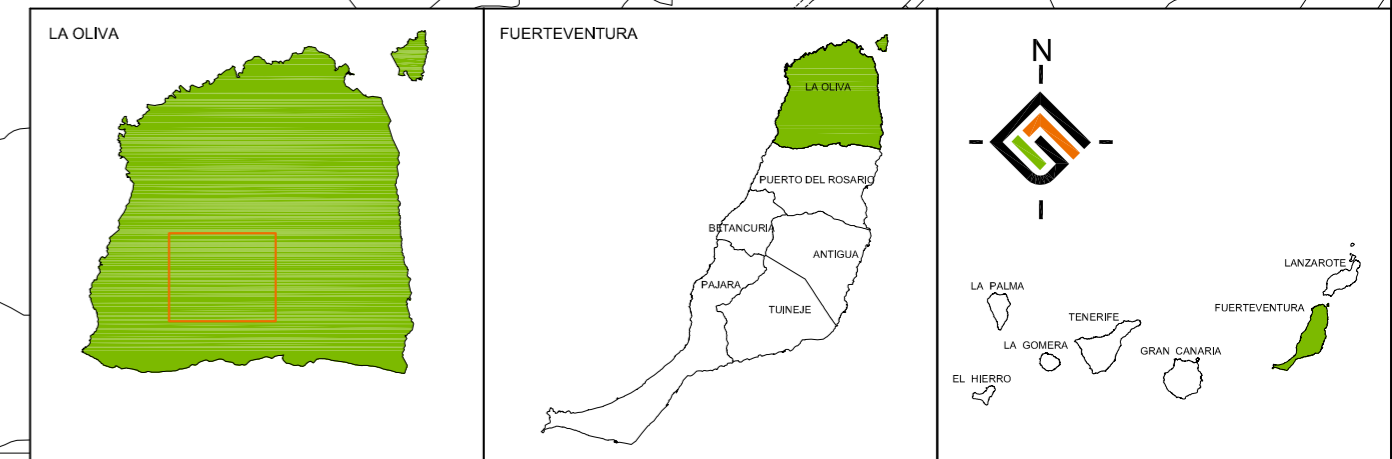 LA OLIVA
FUERTEVENTURA
LA OLIVA
PUERTO DEL ROSARIO
BETANCURIA
ANTIGUA
PAJARA
TUINEJE
N
LANZAROTE
LA PALMA
FUERTEVENTURA
TENERIFE
LA GOMERA
GRAN CANARIA
EL HIERRO